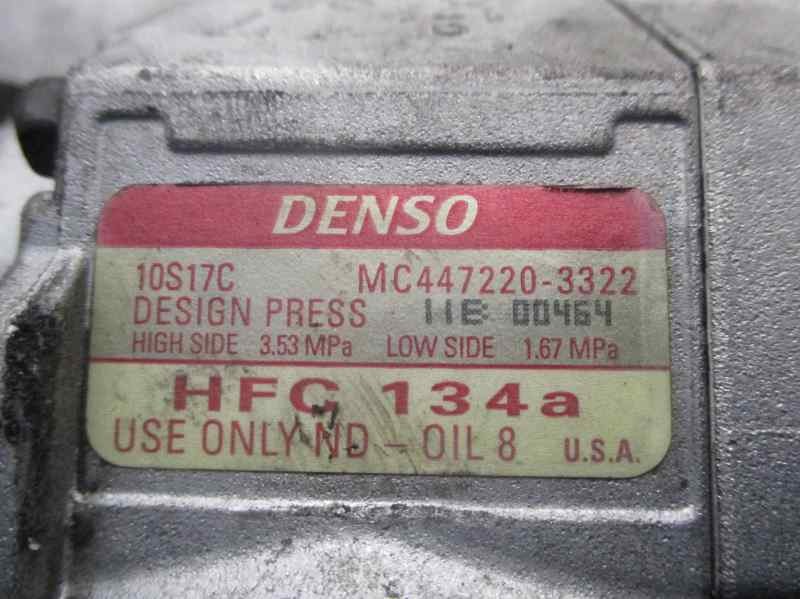 DENSO
10S17C MC447220-3322
DESIGN PRESS 11E 00464
HIGH SIDE 3.53 MPa LOW SIDE 1.67 MPa
HFC 134a
USE ONLY ND-OIL 8 U.S.A.